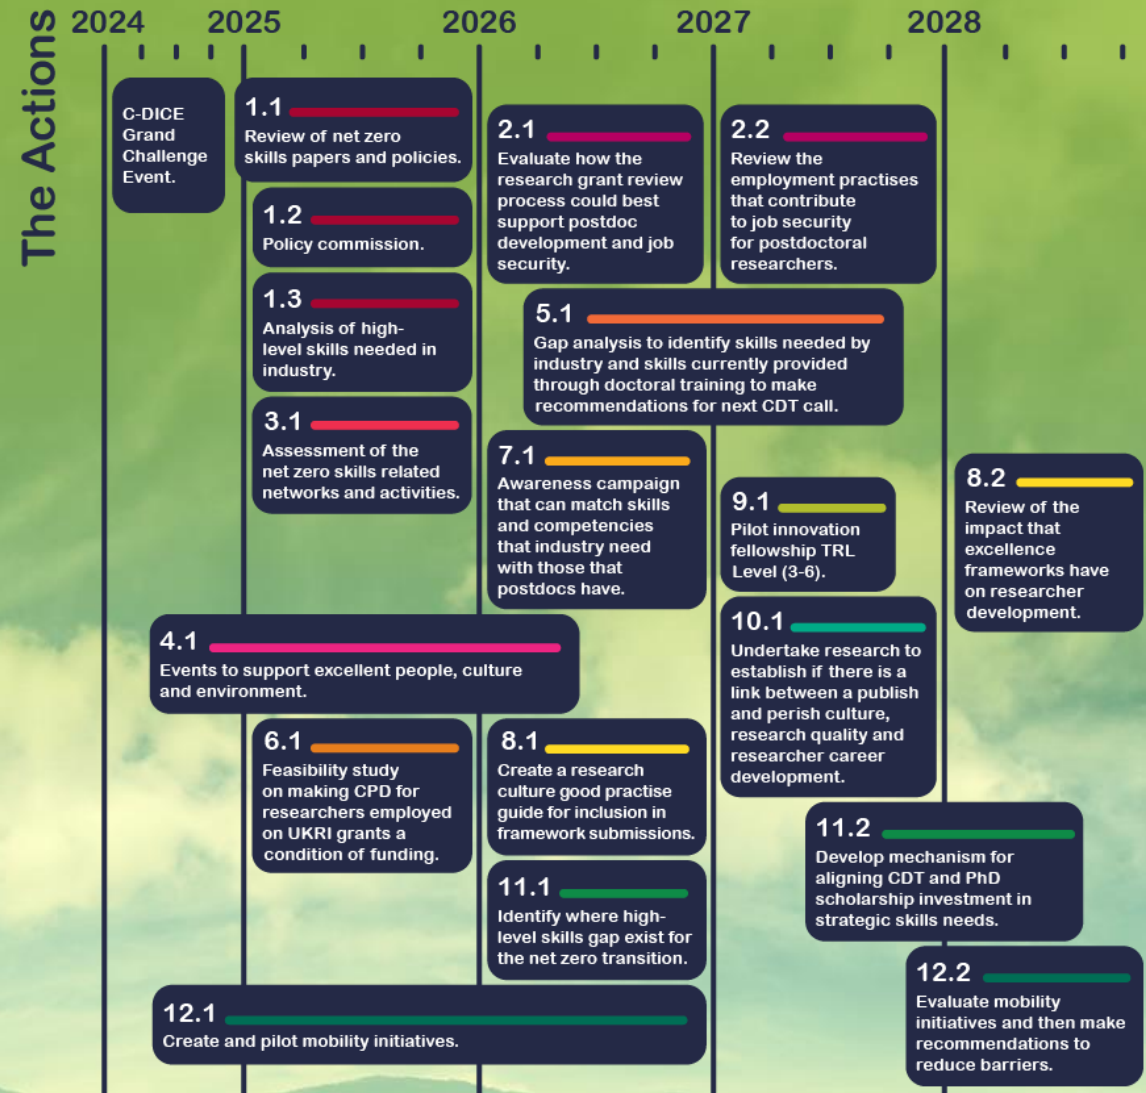 The Actions
2024
2025
2026
2027
2028
C-DICE
Grand
Challenge
Event.
1.1
Review of net zero
skills papers and policies.
1.2
Policy commission.
1.3
Analysis of high-
level skills needed in
industry.
3.1
Assessment of the
net zero skills related
networks and activities.
2.1
Evaluate how the
research grant review
process could best
support postdoc
development and job
security.
2.2
Review the
employment practises
that contribute
to job security
for postdoctoral
researchers.
5.1
Gap analysis to identify skills needed by
industry and skills currently provided
through doctoral training to make
recommendations for next CDT call.
7.1
Awareness campaign
that can match skills
and competencies
that industry need
with those that
postdocs have.
9.1
Pilot innovation
fellowship TRL
Level (3-6).
8.2
Review of the
impact that
excellence
frameworks have
on researcher
development.
4.1
Events to support excellent people, culture
and environment.
10.1
Undertake research to
establish if there is a
link between a publish
and perish culture,
research quality and
researcher career
development.
6.1
Feasibility study
on making CPD for
researchers employed
on UKRI grants a
condition of funding.
8.1
Create a research
culture good practise
guide for inclusion in
framework submissions.
11.2
Develop mechanism for
aligning CDT and PhD
scholarship investment in
strategic skills needs.
11.1
Identify where high-
level skills gap exist for
the net zero transition.
12.2
Evaluate mobility
initiatives and then make
recommendations to
reduce barriers.
12.1
Create and pilot mobility initiatives.